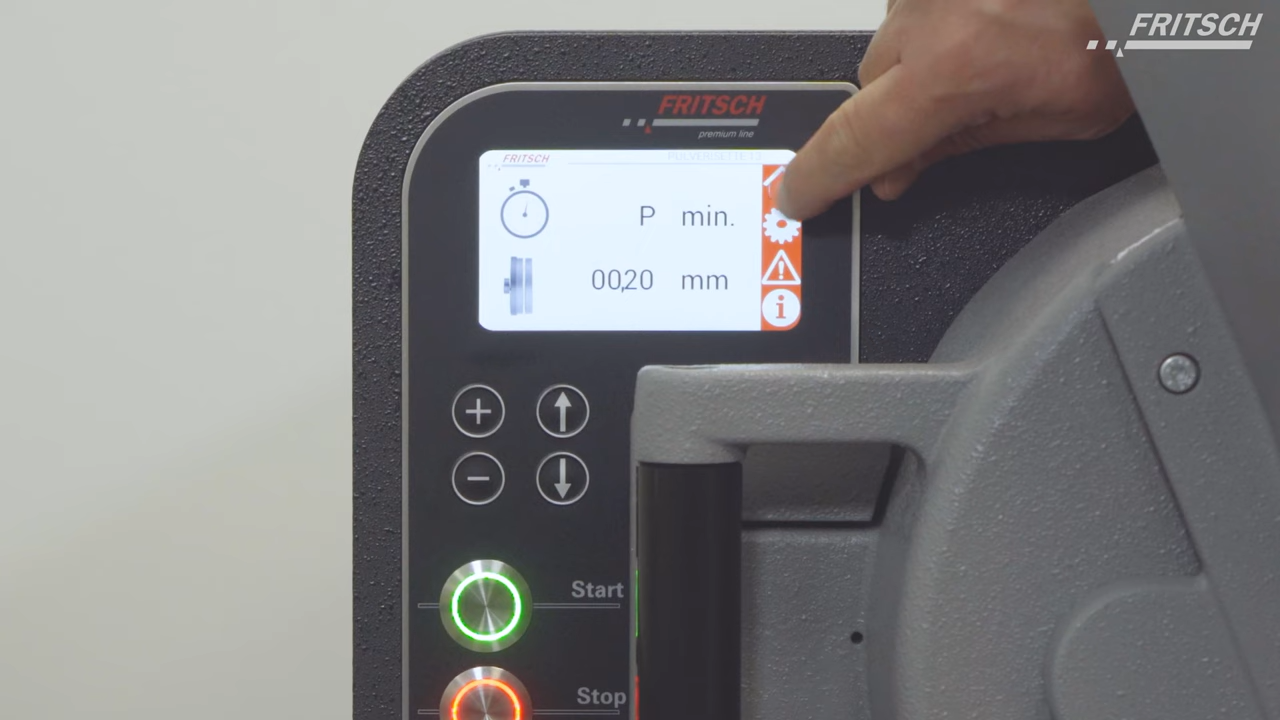 FRITSCH
FRITSCH
premium line
FRITSCH
P min.
00,20 mm
Start
Stop